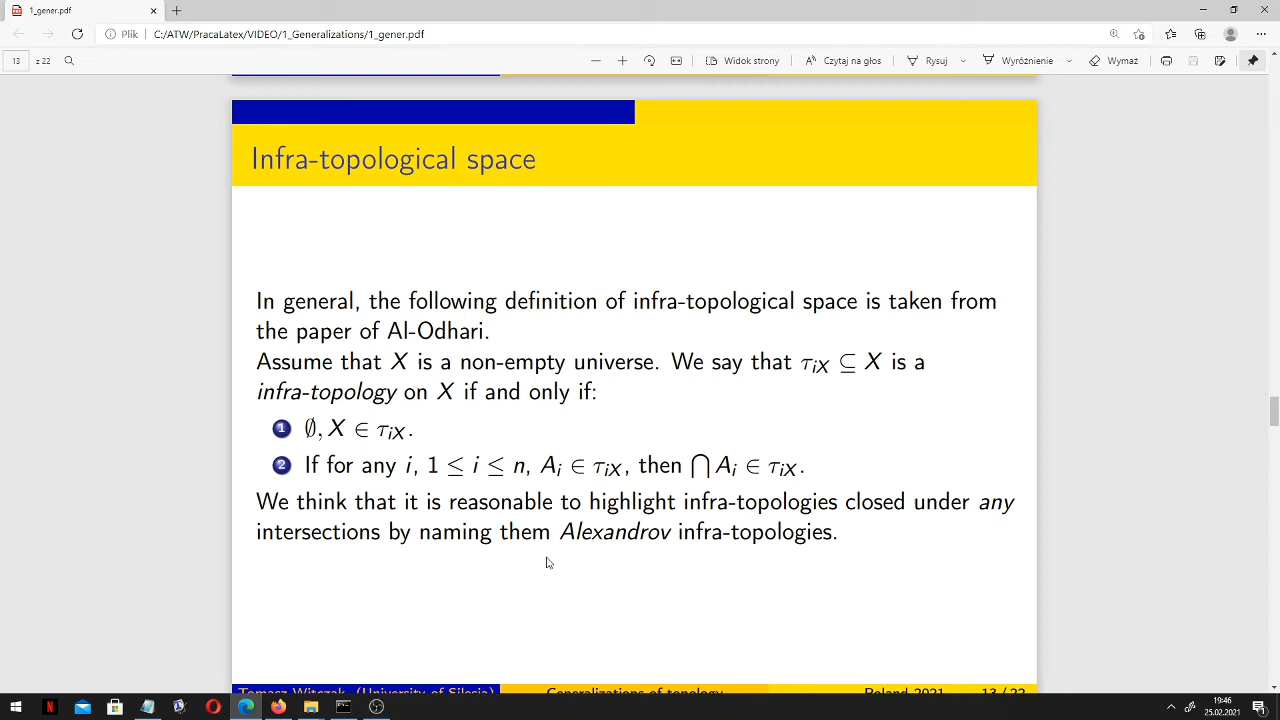 1_gener.pdf
Plik C:/ATW/PracaLatex/VIDEO/1_Generalizations/1_gener.pdf
13 z 22 Widok strony Czytaj na głos Rysuj Wyróżnienie Wymaż
Infra-topological space
In general, the following definition of infra-topological space is taken from
the paper of Al-Odhari.
Assume that X is a non-empty universe. We say that τiX ⊆ X is a
infra-topology on X if and only if:
1 ∅, X ∈ τiX.
2 If for any i, 1 ≤ i ≤ n, Ai ∈ τiX, then ⋂ Ai ∈ τiX.
We think that it is reasonable to highlight infra-topologies closed under any
intersections by naming them Alexandrov infra-topologies.
Tomasz Witczak (University of Silesia) Generalizations of topology Poland 2021 13 / 22
19:46
25.02.2021